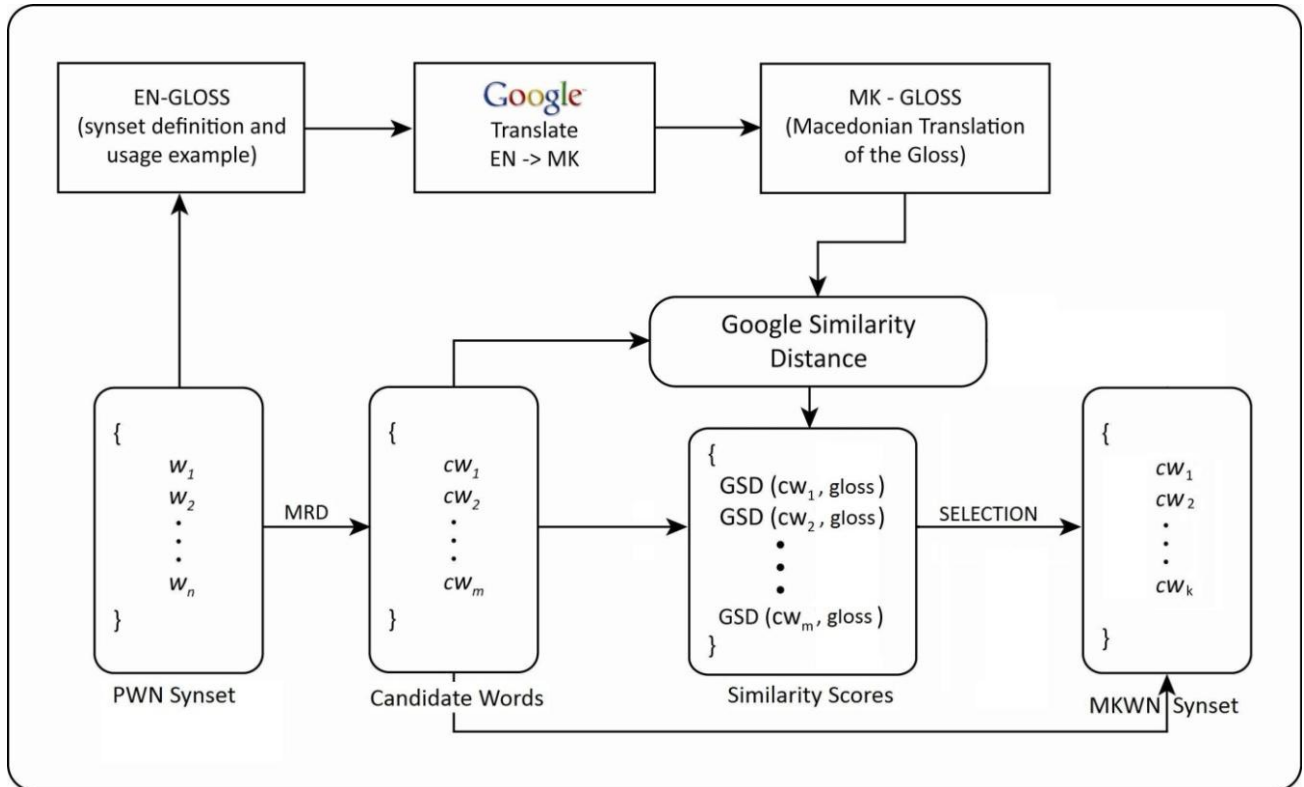 EN-GLOSS
(synset definition and
usage example)
Google
Translate
EN -> MK
MK - GLOSS
(Macedonian Translation
of the Gloss)
Google Similarity
Distance
{
w1
w2
.
.
.
wn
}
PWN Synset
MRD
{
cw1
cw2
.
.
.
cwm
}
Candidate Words
{
GSD (cw1, gloss)
GSD (cw2, gloss)
•
•
•
GSD (cwm, gloss)
}
Similarity Scores
SELECTION
{
cw1
cw2
.
.
.
cwk
}
MKWN Synset